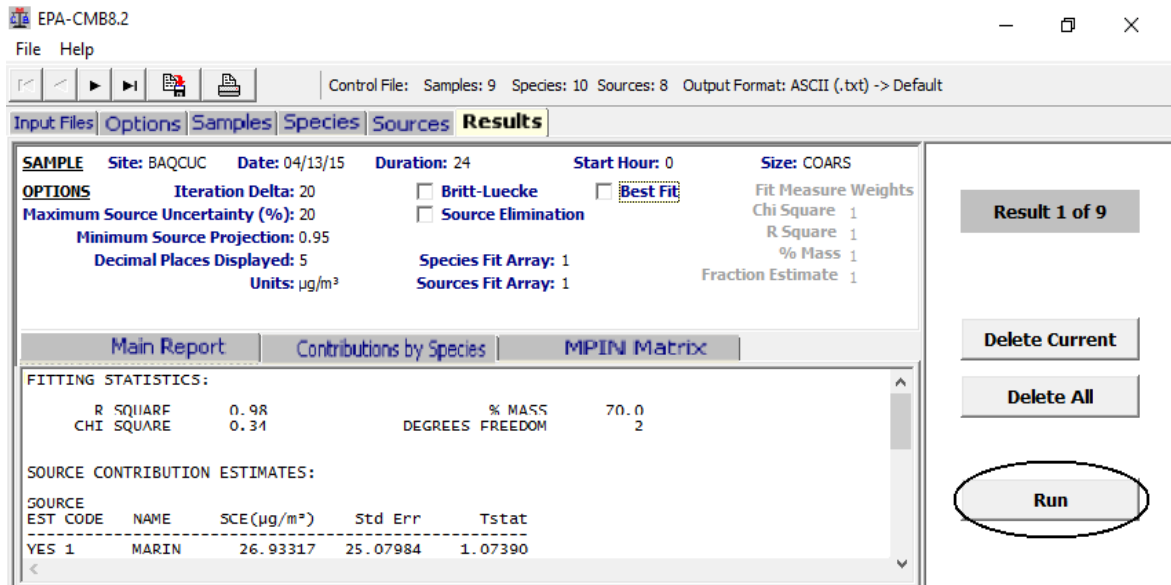 EPA-CMB8.2
File Help
Control File: Samples: 9 Species: 10 Sources: 8 Output Format: ASCII (.txt) -> Default
Input Files Options Samples Species Sources Results
SAMPLE Site: BAQCUC Date: 04/13/15 Duration: 24 Start Hour: 0 Size: COARS
OPTIONS Iteration Delta: 20 Britt-Luecke Best Fit Fit Measure Weights
Maximum Source Uncertainty (%): 20 Source Elimination Chi Square 1
Minimum Source Projection: 0.95 R Square 1
Decimal Places Displayed: 5 Species Fit Array: 1 % Mass 1
Units: µg/m³ Sources Fit Array: 1 Fraction Estimate 1
Result 1 of 9
Delete Current
Delete All
Run
Main Report Contributions by Species MPIN Matrix
FITTING STATISTICS:
R SQUARE 0.98 % MASS 70.0
CHI SQUARE 0.34 DEGREES FREEDOM 2
SOURCE CONTRIBUTION ESTIMATES:
SOURCE
EST CODE NAME SCE(µg/m³) Std Err Tstat
YES 1 MARIN 26.93317 25.07984 1.07390